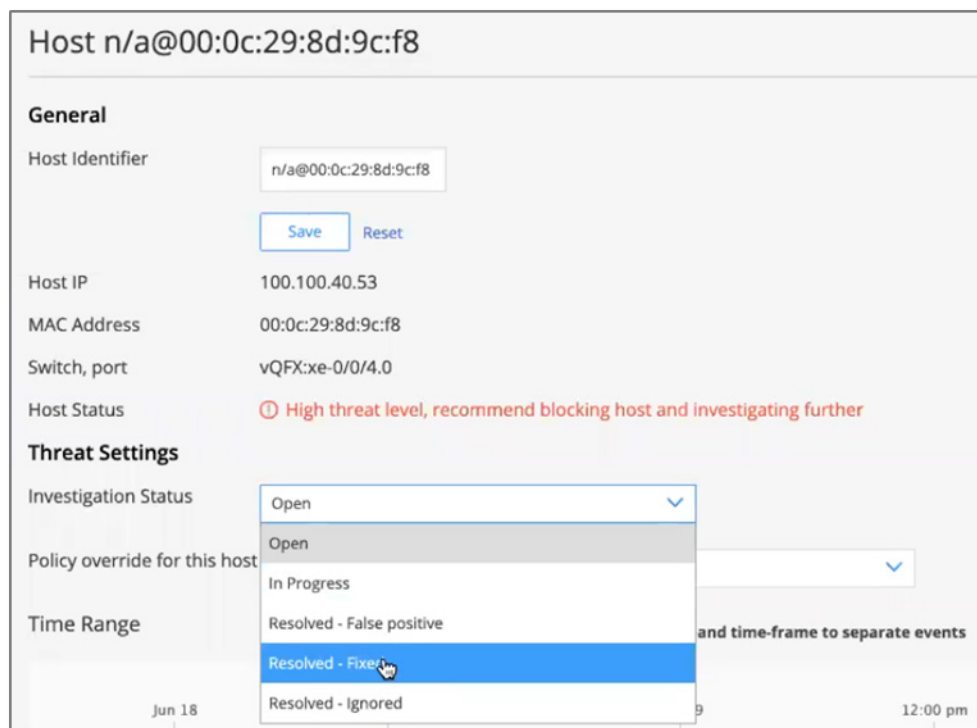 Host n/a@00:0c:29:8d:9c:f8
General
Host Identifier n/a@00:0c:29:8d:9c:f8
Save Reset
Host IP 100.100.40.53
MAC Address 00:0c:29:8d:9c:f8
Switch, port vQFX:xe-0/0/4.0
Host Status High threat level, recommend blocking host and investigating further
Threat Settings
Investigation Status Open
Open
Policy override for this host
In Progress
Time Range Resolved - False positive and time-frame to separate events
Resolved - Fixed
Resolved - Ignored
Jun 18 9 12:00 pm